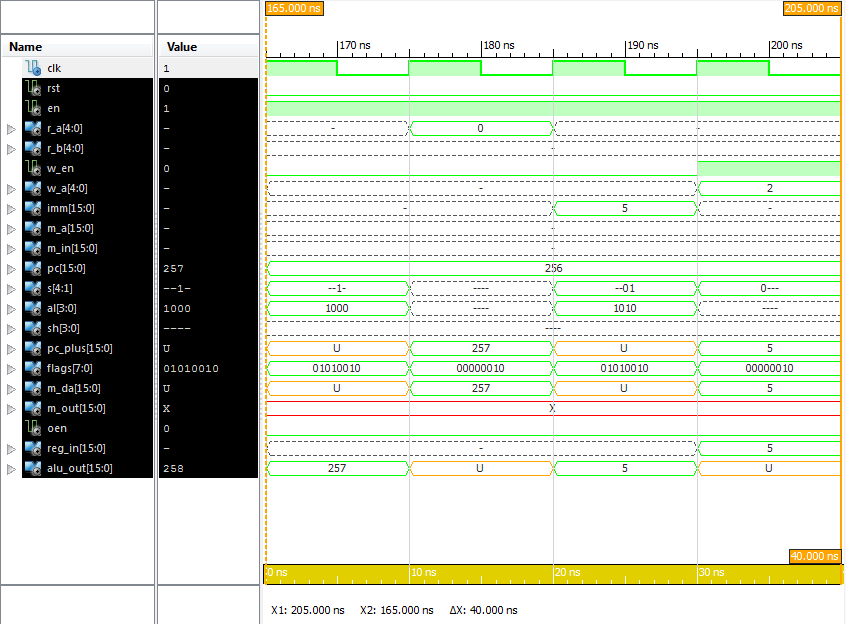 165.000 ns 205.000 ns
Name Value 170 ns 180 ns 190 ns 200 ns
clk 1
rst 0
en 1
r_a[4:0] - - 0 -
r_b[4:0] - -
w_en 0
w_a[4:0] - - 2
imm[15:0] - - 5 -
m_a[15:0] - -
m_in[15:0] - -
pc[15:0] 257 256
s[4:1] --1- --1- ---- --01 0---
al[3:0] 1000 1000 ---- 1010 ----
sh[3:0] ---- ----
pc_plus[15:0] U U 257 U 5
flags[7:0] 01010010 01010010 00000010 01010010 00000010
m_da[15:0] U U 257 U 5
m_out[15:0] X X
oen 0
reg_in[15:0] - - 5
alu_out[15:0] 258 257 U 5 U
40.000 ns
0 ns 10 ns 20 ns 30 ns
X1: 205.000 ns X2: 165.000 ns ΔX: 40.000 ns